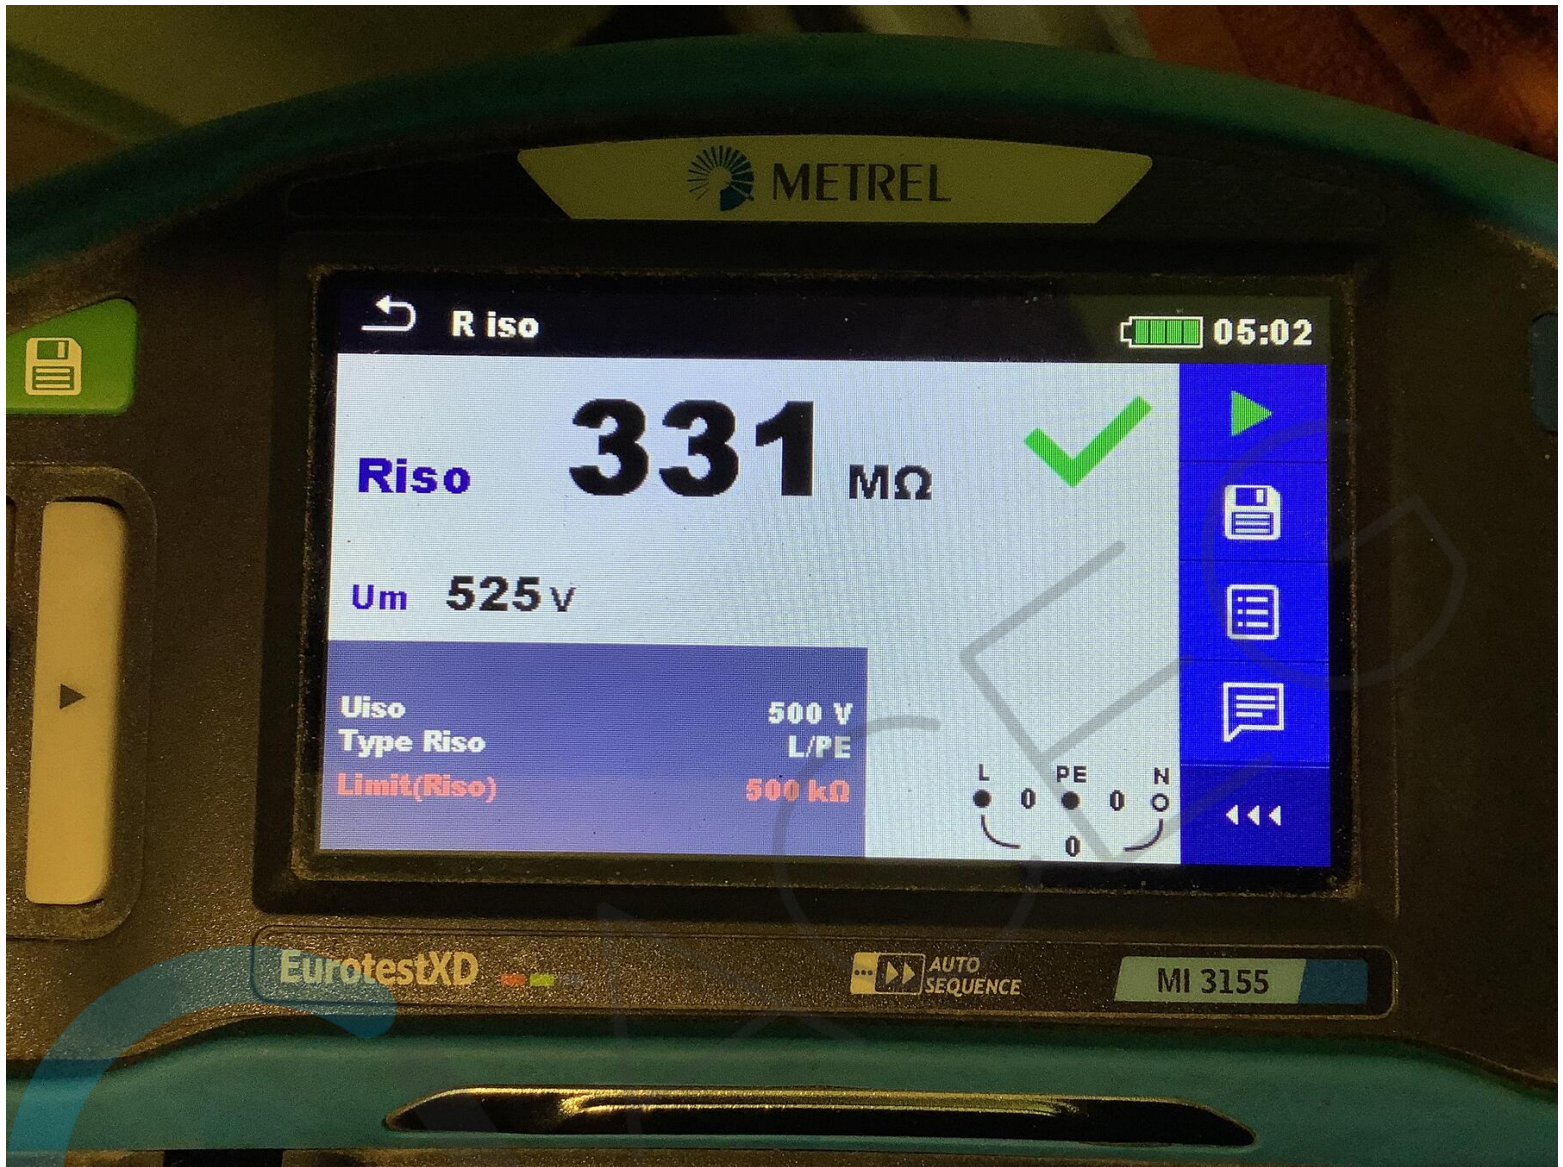 METREL
R iso
05:02
Riso 331 MΩ
Um 525 V
Uiso 500 V
Type Riso L/PE
Limit(Riso) 500 kΩ
L PE N
0 0
0
EurotestXD
AUTO
SEQUENCE
MI 3155